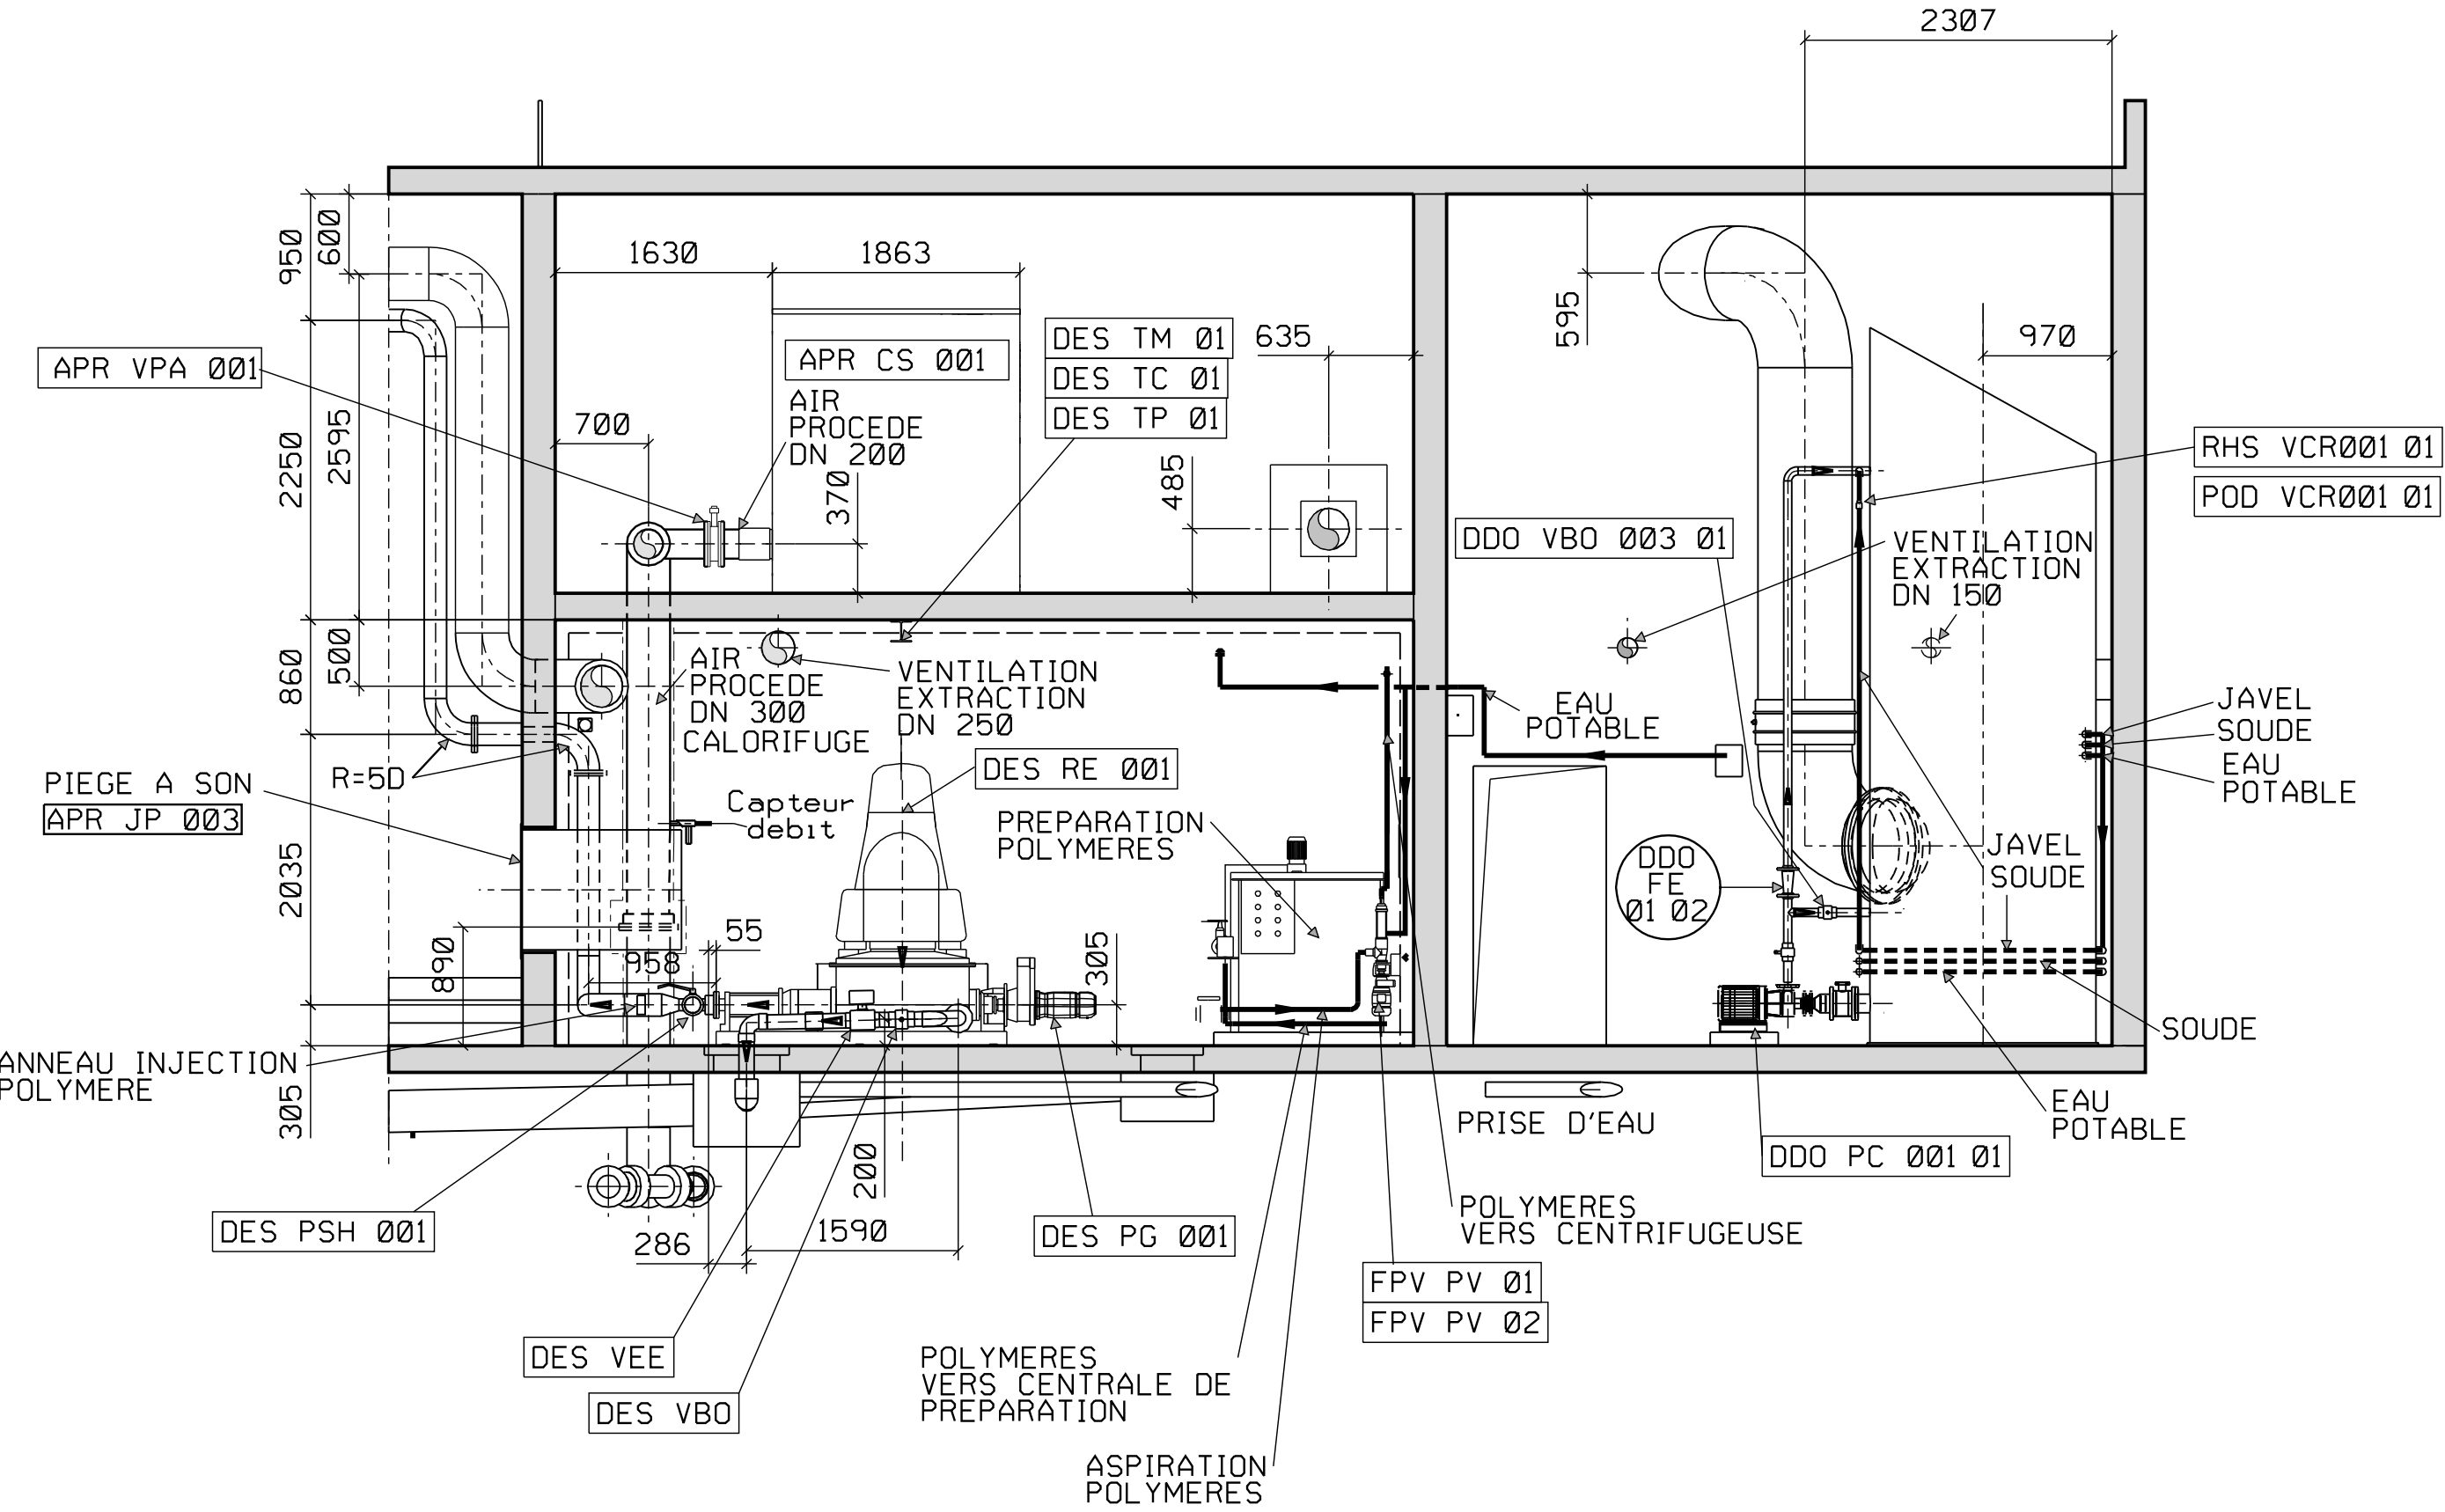 2307
950
600
1630
1863
595
APR VPA 001
APR CS 001
DES TM 01
DES TC 01
DES TP 01
635
970
AIR
PROCEDE
DN 200
700
2250
2595
370
485
RHS VCR001 01
POD VCR001 01
DDO VBO 003 01
VENTILATION
EXTRACTION
DN 150
860
500
AIR
PROCEDE
DN 300
CALORIFUGE
VENTILATION
EXTRACTION
DN 250
EAU
POTABLE
JAVEL
SOUDE
EAU
POTABLE
PIEGE A SON
APR JP 003
R=5D
Capteur
debit
DES RE 001
PREPARATION
POLYMERES
DDO
FE
01 02
JAVEL
SOUDE
2035
890
55
958
305
SOUDE
ANNEAU INJECTION
POLYMERE
305
200
PRISE D'EAU
EAU
POTABLE
DDO PC 001 01
DES PSH 001
286
1590
DES PG 001
POLYMERES
VERS CENTRIFUGEUSE
FPV PV 01
FPV PV 02
DES VEE
DES VBO
POLYMERES
VERS CENTRALE DE
PREPARATION
ASPIRATION
POLYMERES